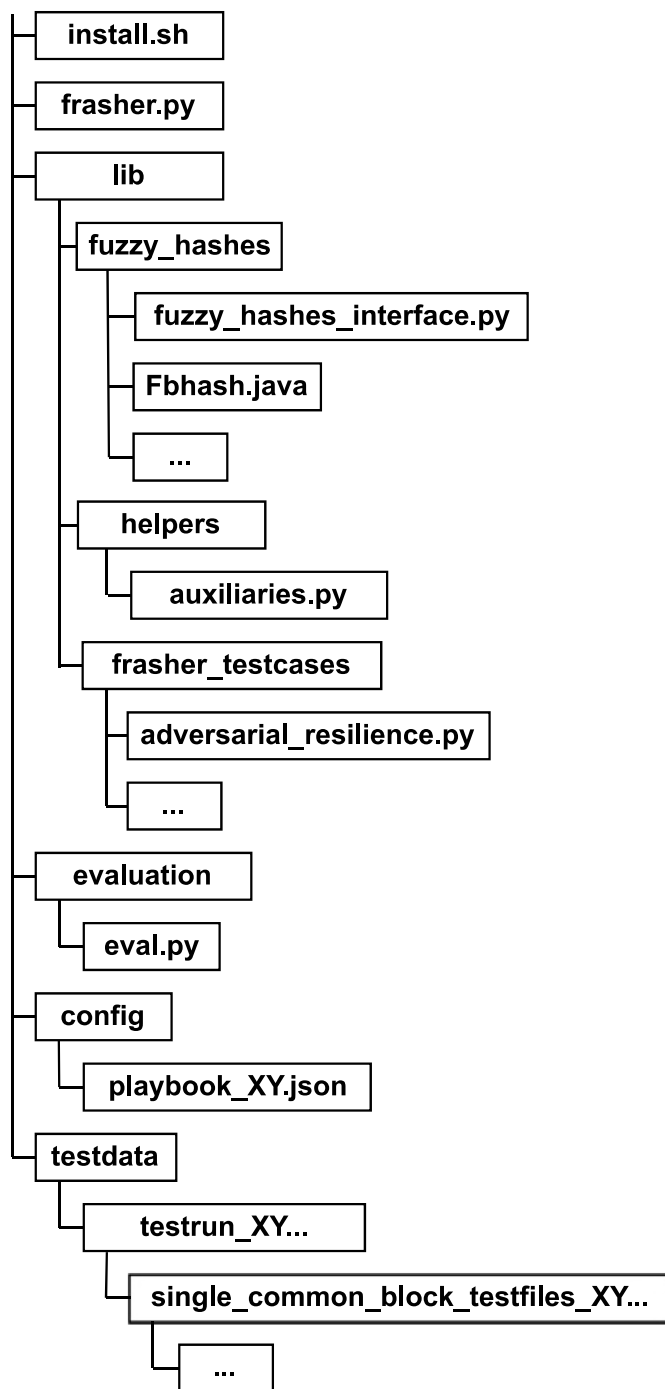 install.sh
frasher.py
lib
fuzzy_hashes
fuzzy_hashes_interface.py
Fbhash.java
...
helpers
auxiliaries.py
frasher_testcases
adversarial_resilience.py
...
evaluation
eval.py
config
playbook_XY.json
testdata
testrun_XY...
single_common_block_testfiles_XY...
...